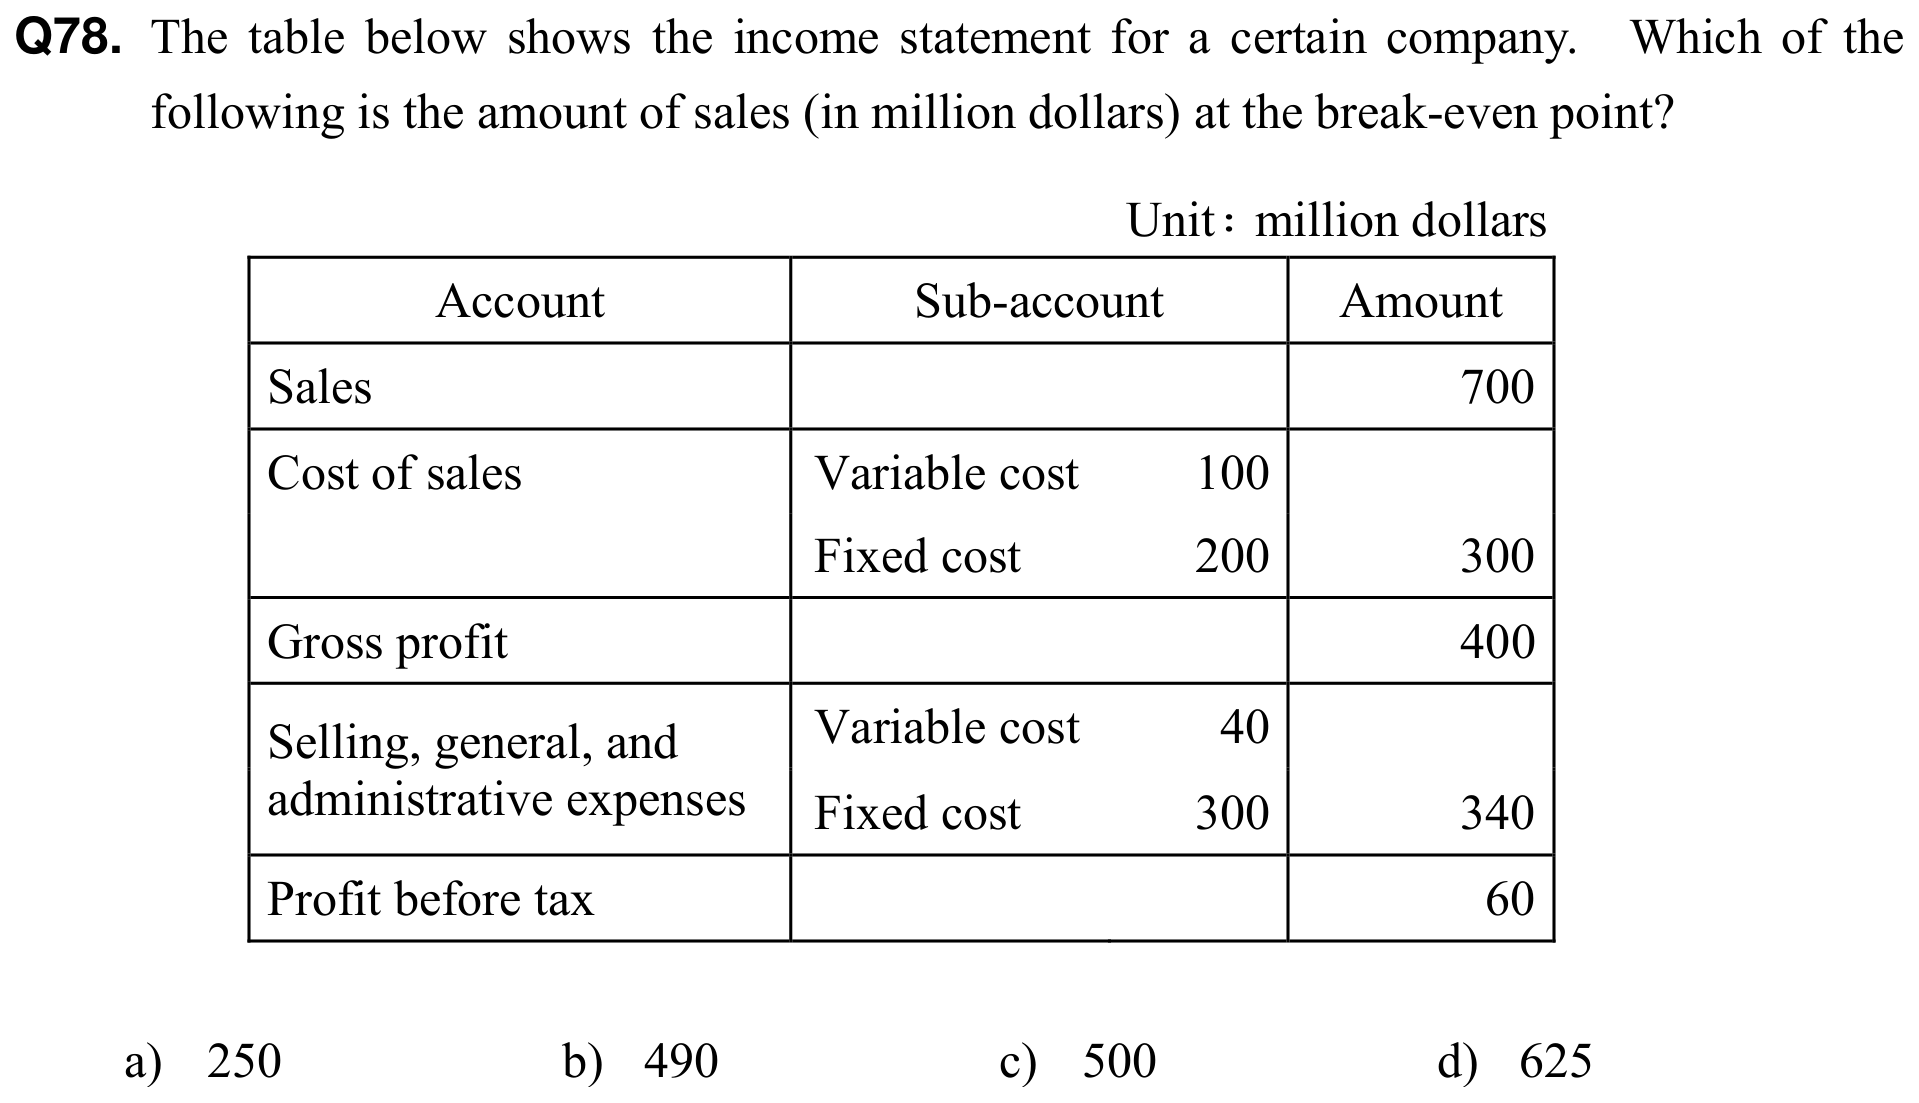 Q78. The table below shows the income statement for a certain company. Which of the
following is the amount of sales (in million dollars) at the break-even point?
Unit: million dollars
Account Sub-account Amount
Sales 700
Cost of sales Variable cost 100
Fixed cost 200 300
Gross profit 400
Selling, general, and administrative expenses Variable cost 40
Fixed cost 300 340
Profit before tax 60
a) 250 b) 490 c) 500 d) 625